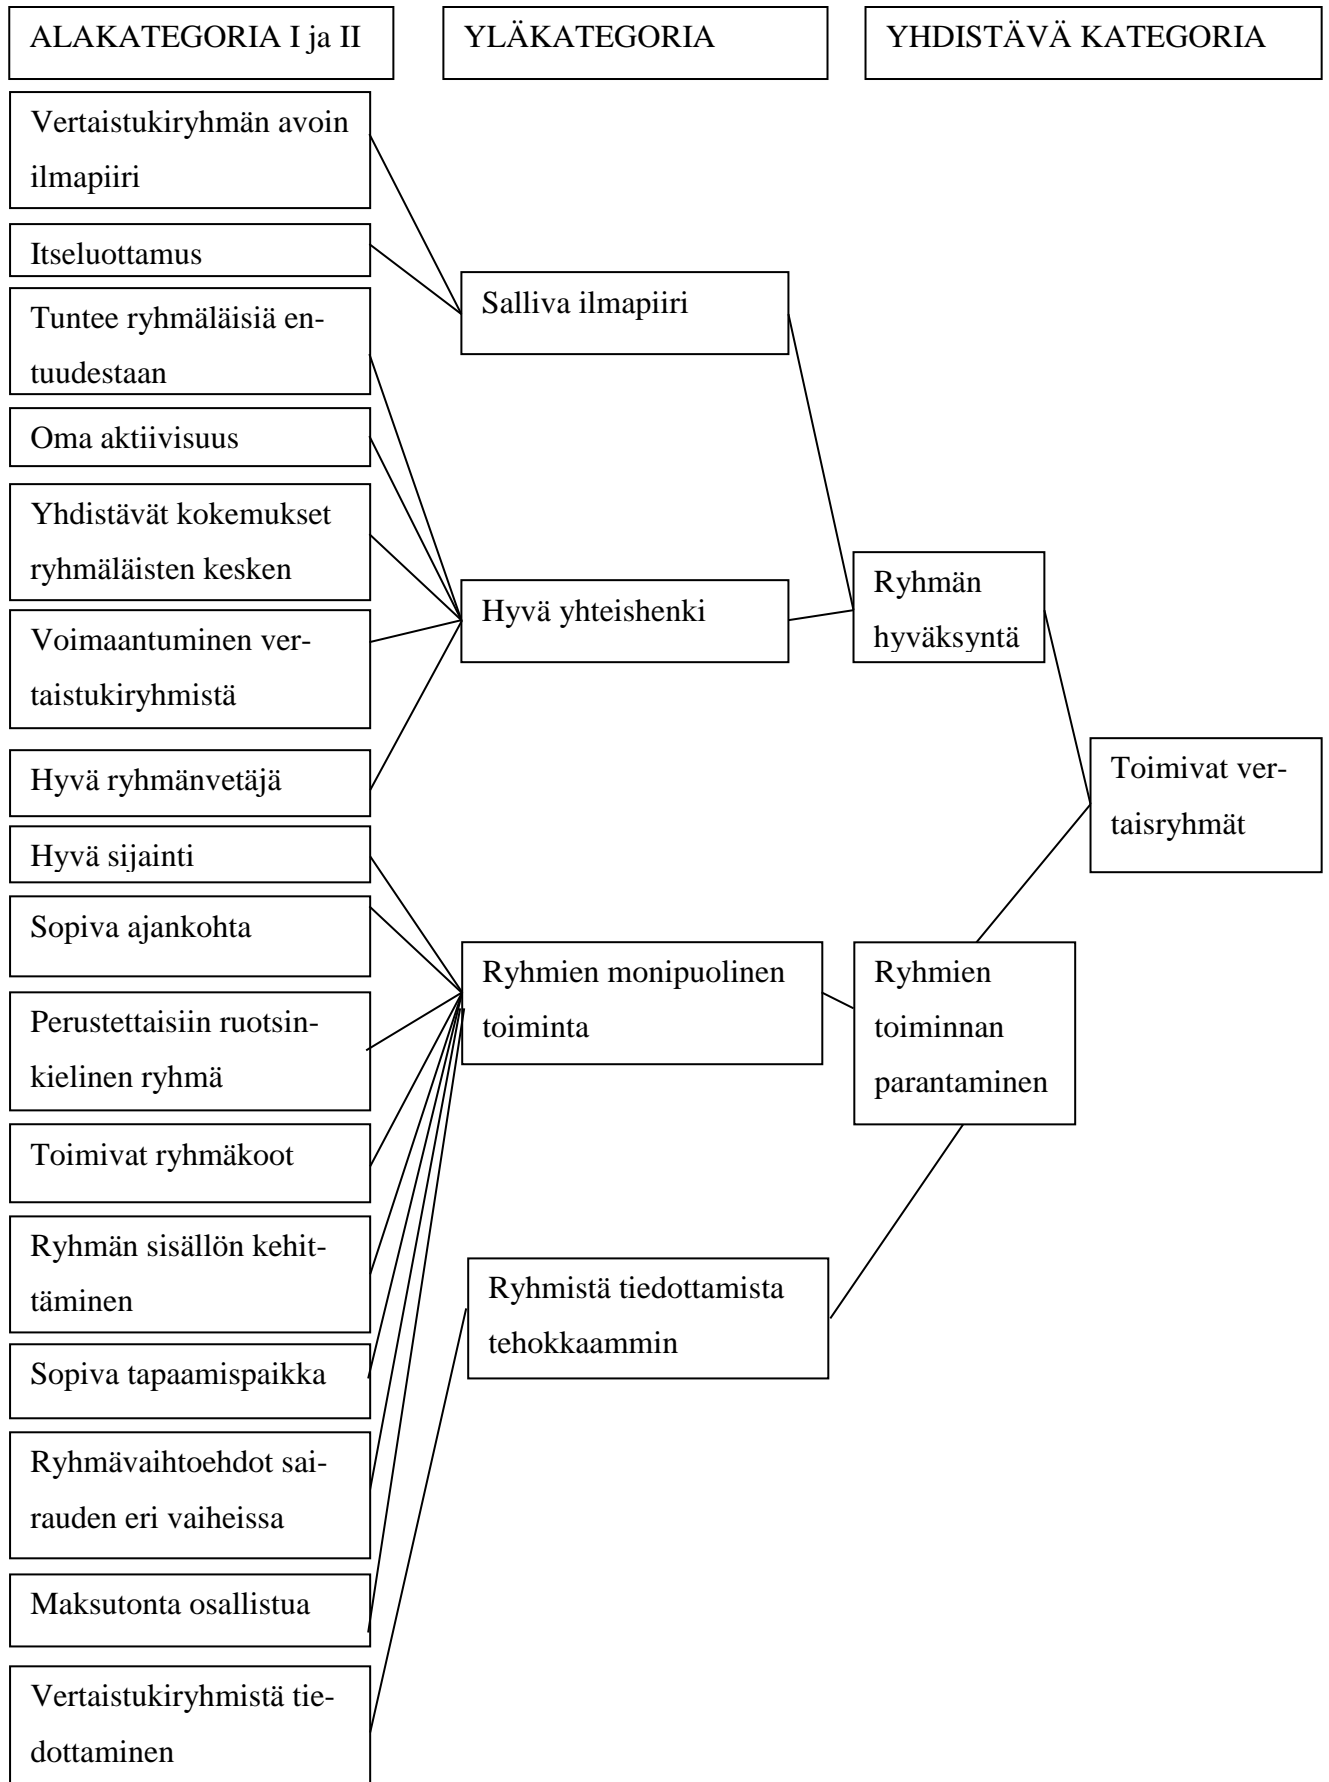 ALAKATEGORIA I ja II
YLÄKATEGORIA
YHDISTÄVÄ KATEGORIA
Vertaistukiryhmän avoin
ilmapiiri
Itseluottamus
Tuntee ryhmäläisiä en-
tuudestaan
Oma aktiivisuus
Yhdistävät kokemukset
ryhmäläisten kesken
Voimaantuminen ver-
taistukiryhmistä
Hyvä ryhmänvetäjä
Hyvä sijainti
Sopiva ajankohta
Perustettaisiin ruotsin-
kielinen ryhmä
Toimivat ryhmäkoot
Ryhmän sisällön kehit-
täminen
Sopiva tapaamispaikka
Ryhmävaihtoehdot sai-
rauden eri vaiheissa
Maksutonta osallistua
Vertaistukiryhmistä tie-
dottaminen
Salliva ilmapiiri
Hyvä yhteishenki
Ryhmien monipuolinen
toiminta
Ryhmistä tiedottamista
tehokkaammin
Ryhmän
hyväksyntä
Ryhmien
toiminnan
parantaminen
Toimivat ver-
taisryhmät